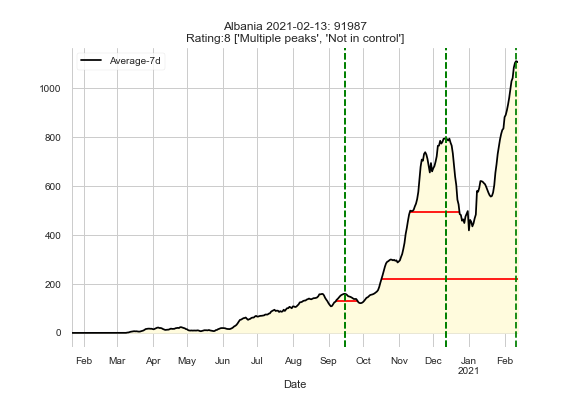 Albania 2021-02-13: 91987
Rating:8 ['Multiple peaks', 'Not in control']
Average-7d
1000
800
600
400
200
0
Feb Mar Apr May Jun Jul Aug Sep Oct Nov Dec Jan Feb
2021
Date